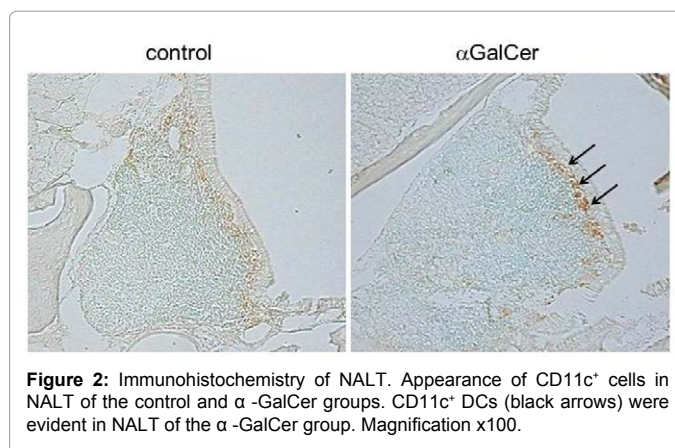 control αGalCer
Figure 2: Immunohistochemistry of NALT. Appearance of CD11c⁺ cells in
NALT of the control and α -GalCer groups. CD11c⁺ DCs (black arrows) were
evident in NALT of the α -GalCer group. Magnification x100.